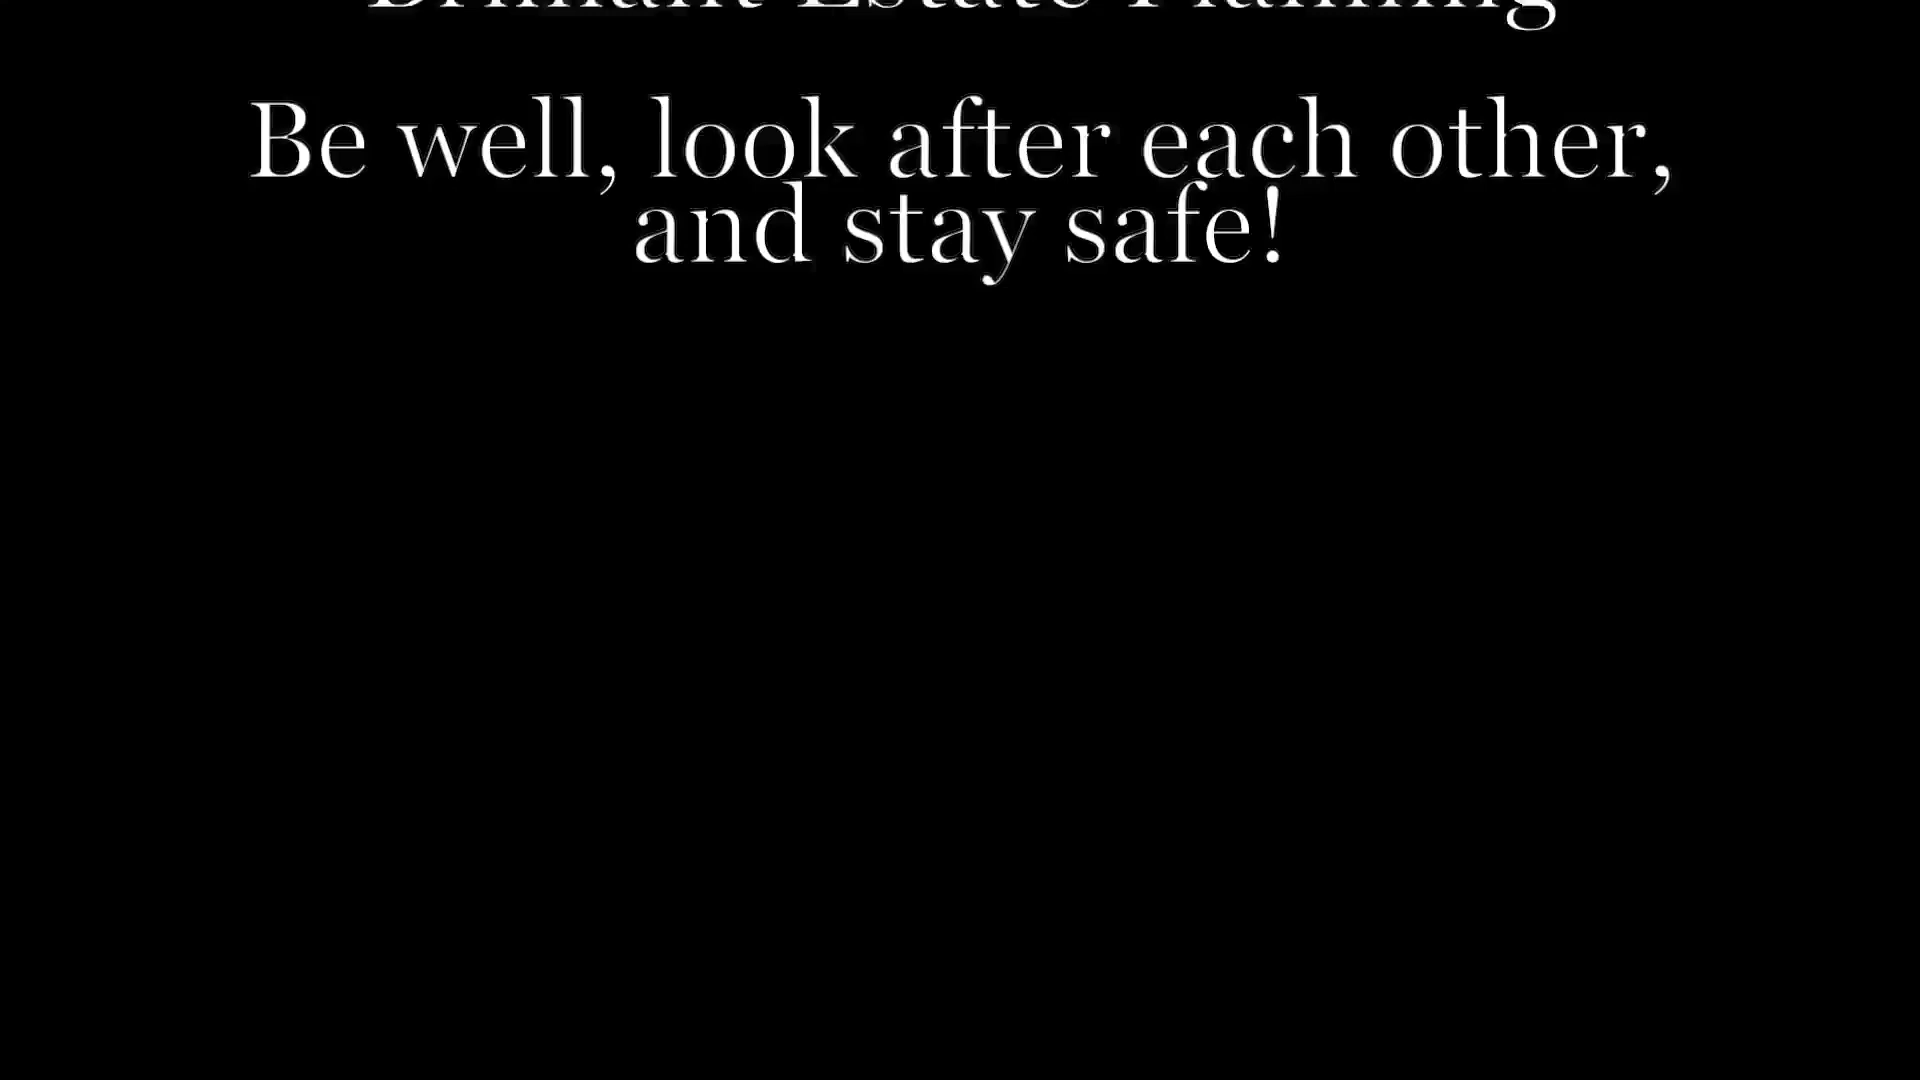 Brilliant Estate Planning
Be well, look after each other,
and stay safe!